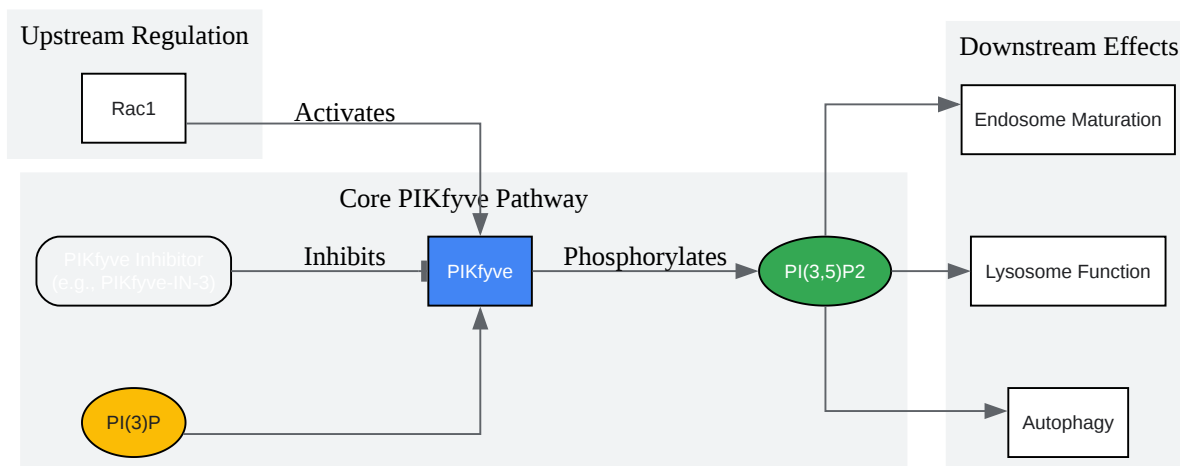 Upstream Regulation
Downstream Effects
Rac1
Activates
Endosome Maturation
Core PIKfyve Pathway
PIKfyve Inhibitor
(e.g., PIKfyve-IN-3)
Inhibits
PIKfyve
Phosphorylates
PI(3,5)P2
Lysosome Function
PI(3)P
Autophagy